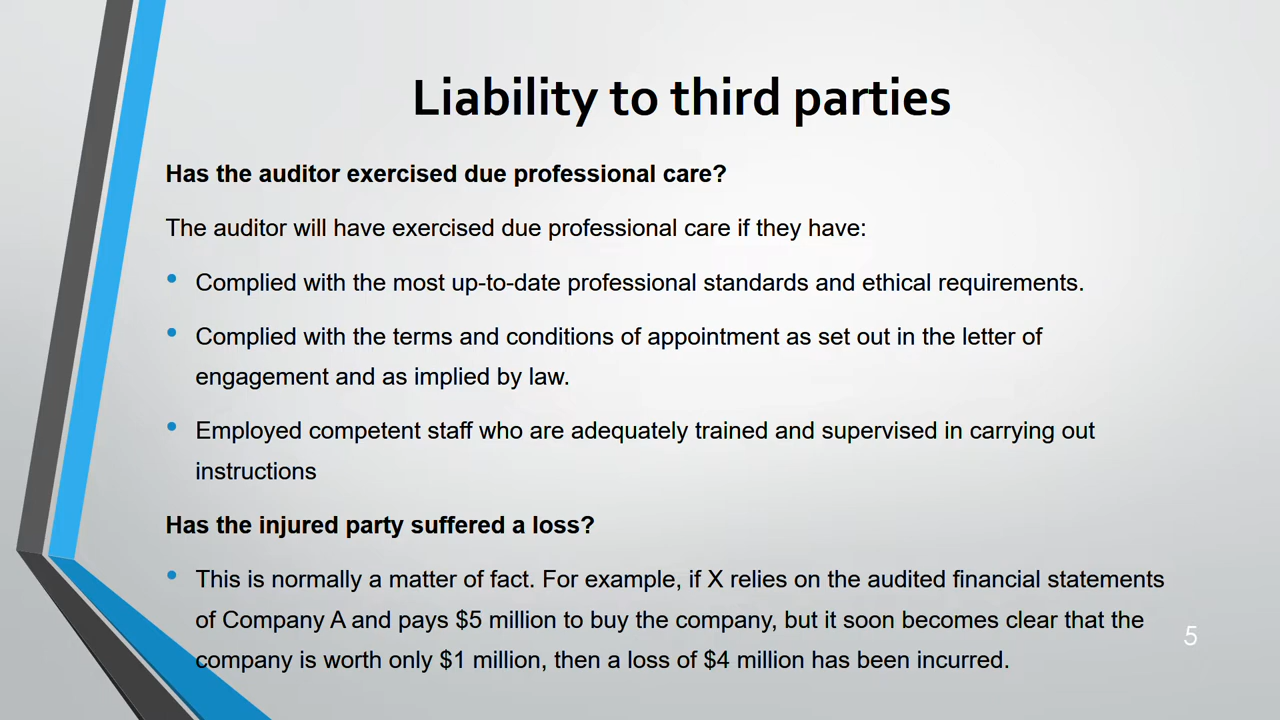 Liability to third parties
Has the auditor exercised due professional care?
The auditor will have exercised due professional care if they have:
• Complied with the most up-to-date professional standards and ethical requirements.
• Complied with the terms and conditions of appointment as set out in the letter of
engagement and as implied by law.
• Employed competent staff who are adequately trained and supervised in carrying out
instructions
Has the injured party suffered a loss?
• This is normally a matter of fact. For example, if X relies on the audited financial statements
of Company A and pays $5 million to buy the company, but it soon becomes clear that the
company is worth only $1 million, then a loss of $4 million has been incurred.
5